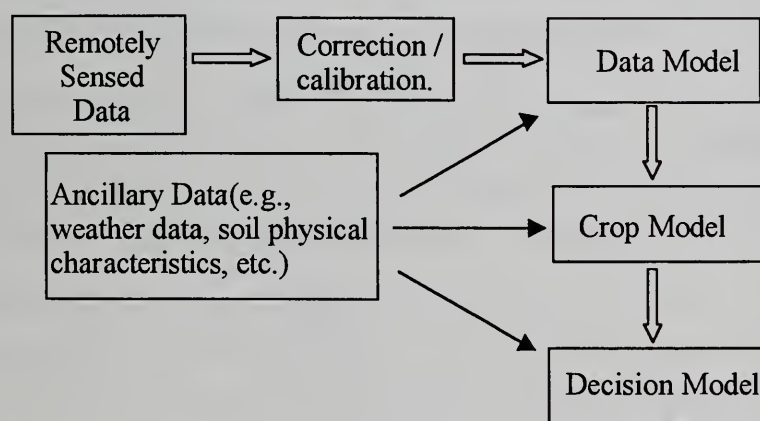 Remotely
Sensed
Data
Correction /
calibration.
Data Model
Ancillary Data(e.g.,
weather data, soil physical
characteristics, etc.)
Crop Model
Decision Model